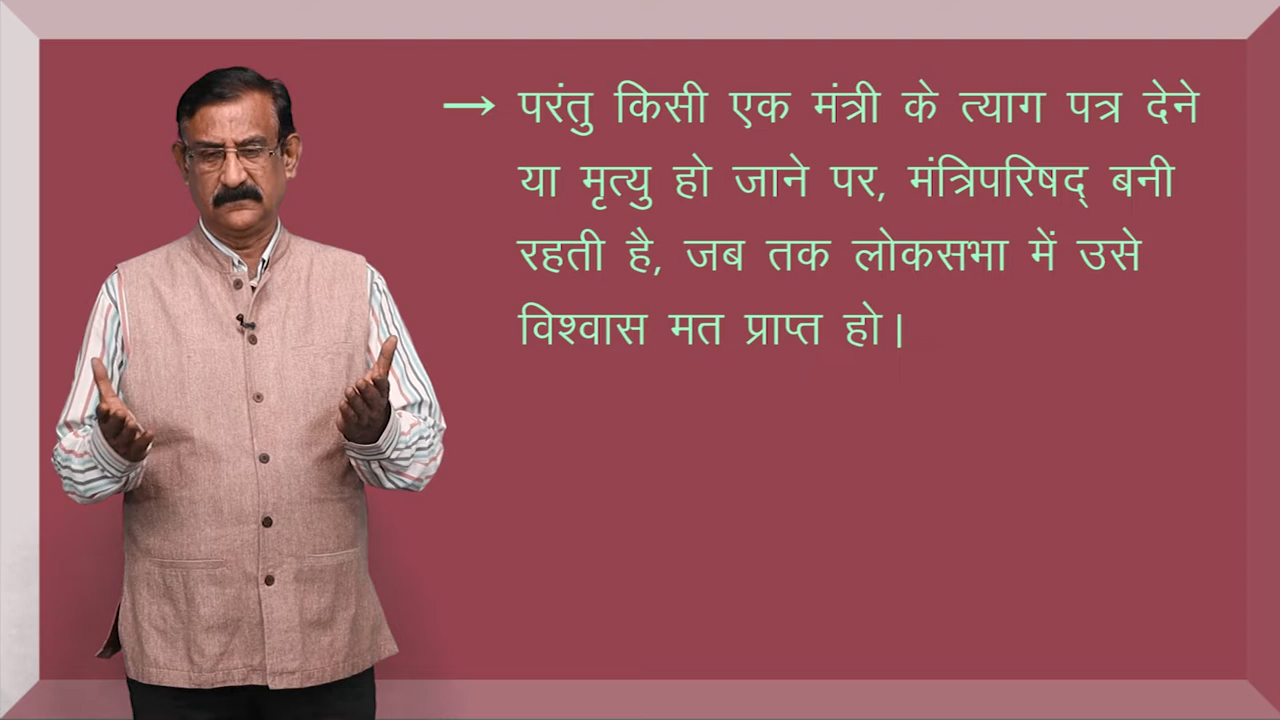 → परंतु किसी एक मंत्री के त्याग पत्र देने
या मृत्यु हो जाने पर, मंत्रिपरिषद् बनी
रहती है, जब तक लोकसभा में उसे
विश्वास मत प्राप्त हो।